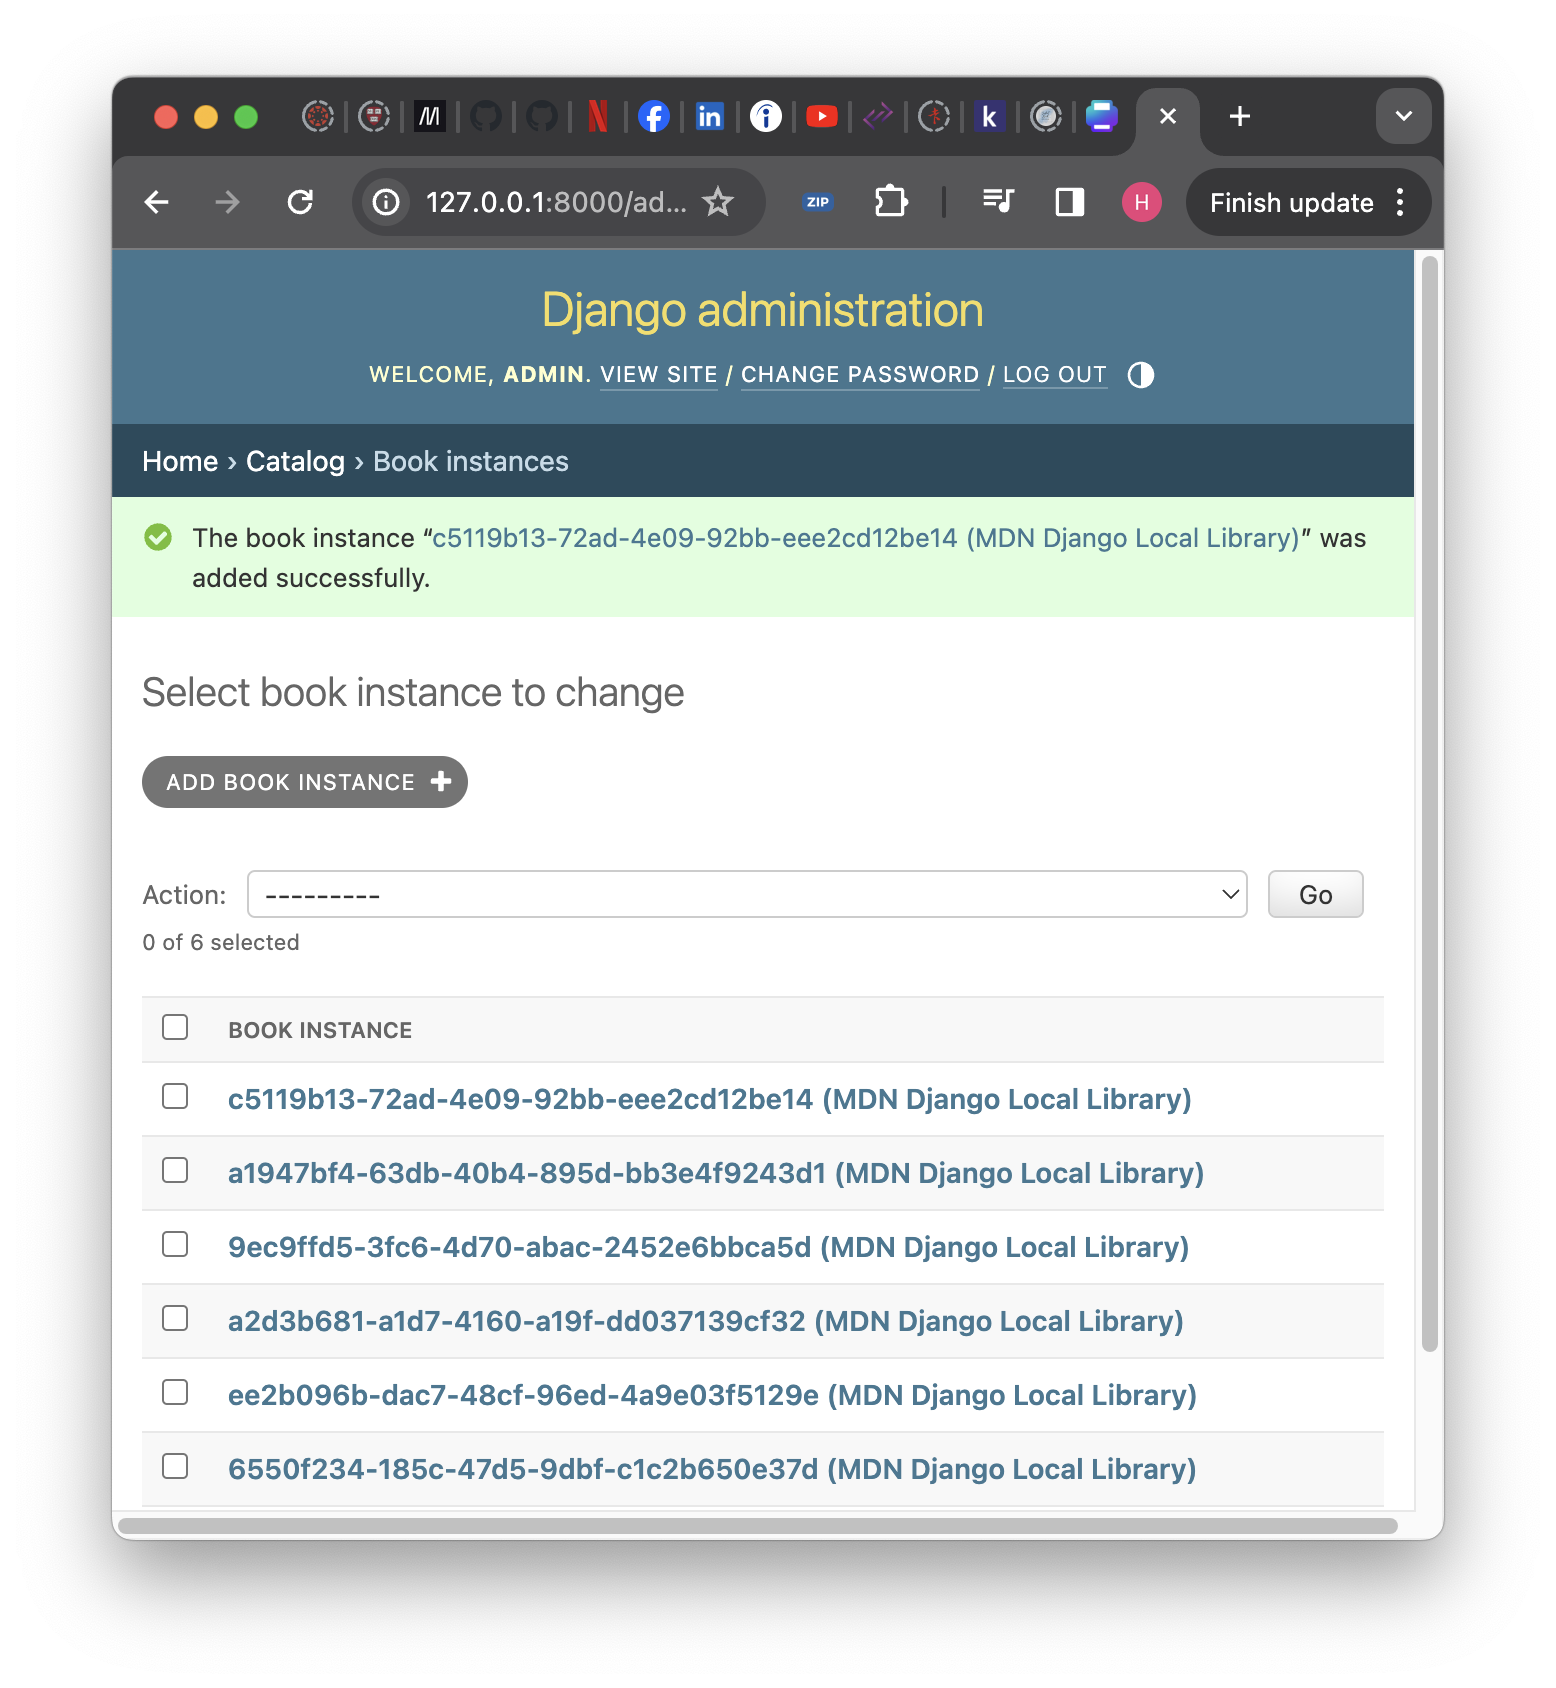 127.0.0.1:8000/ad...
ZIP
H
Finish update
Django administration
WELCOME, ADMIN. VIEW SITE / CHANGE PASSWORD / LOG OUT
Home › Catalog › Book instances
The book instance “c5119b13-72ad-4e09-92bb-eee2cd12be14 (MDN Django Local Library)” was
added successfully.
Select book instance to change
ADD BOOK INSTANCE
Action: --------- Go
0 of 6 selected
BOOK INSTANCE
c5119b13-72ad-4e09-92bb-eee2cd12be14 (MDN Django Local Library)
a1947bf4-63db-40b4-895d-bb3e4f9243d1 (MDN Django Local Library)
9ec9ffd5-3fc6-4d70-abac-2452e6bbca5d (MDN Django Local Library)
a2d3b681-a1d7-4160-a19f-dd037139cf32 (MDN Django Local Library)
ee2b096b-dac7-48cf-96ed-4a9e03f5129e (MDN Django Local Library)
6550f234-185c-47d5-9dbf-c1c2b650e37d (MDN Django Local Library)